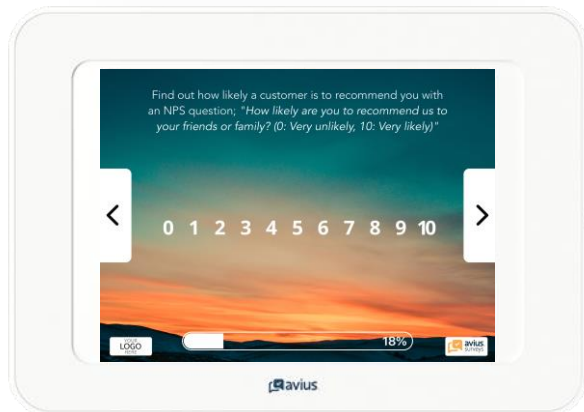 Find out how likely a customer is to recommend you with
an NPS question; "How likely are you to recommend us to
your friends or family? (0: Very unlikely, 10: Very likely)"
0 1 2 3 4 5 6 7 8 9 10
YOUR
LOGO
HERE
18%
avius
surveys
avius